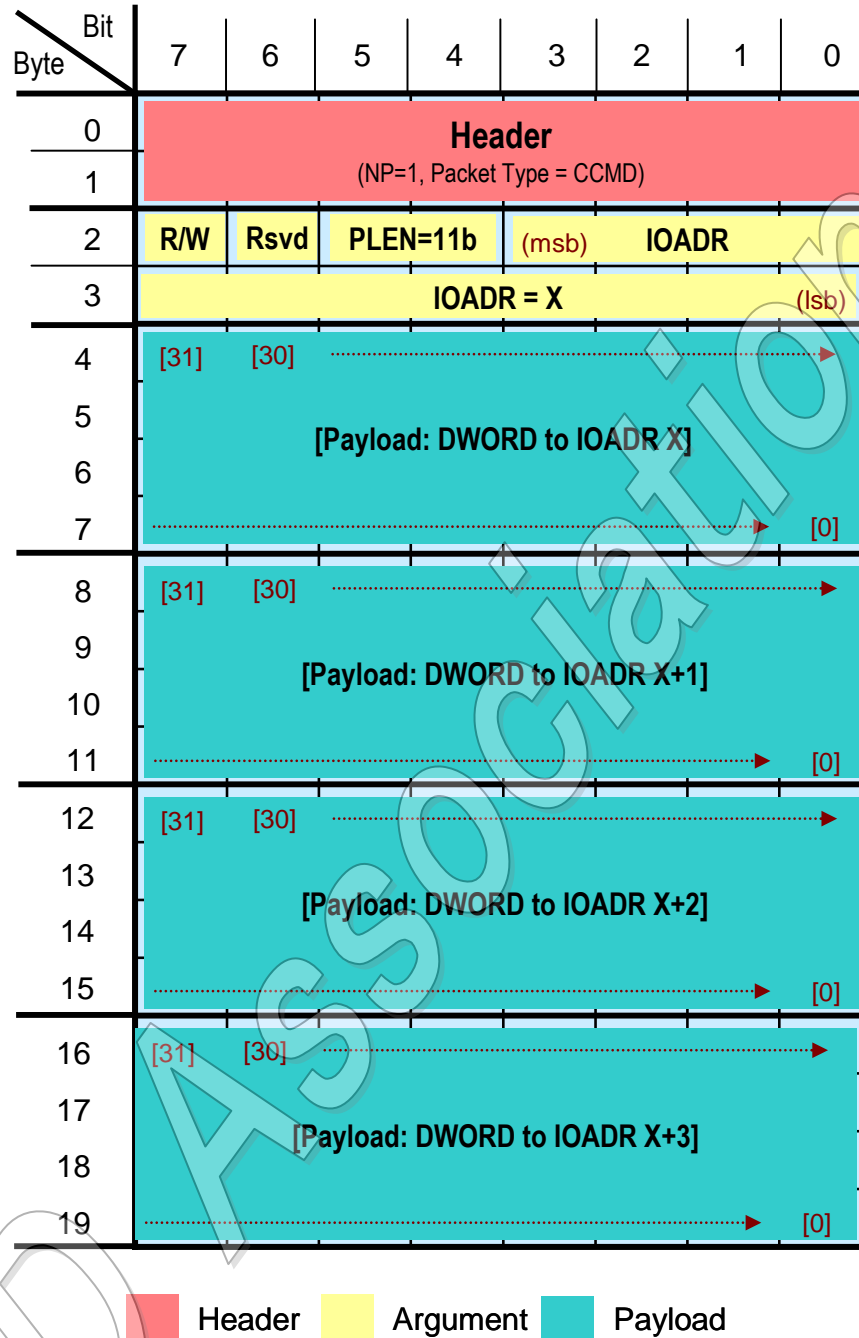 Bit
Byte 7 6 5 4 3 2 1 0
0 Header
1 (NP=1, Packet Type = CCMD)
2 R/W Rsvd PLEN=11b (msb) IOADR
3 IOADR = X (lsb)
4 [31] [30]
5
[Payload: DWORD to IOADR X]
6
7 [0]
8 [31] [30]
9
[Payload: DWORD to IOADR X+1]
10
11 [0]
12 [31] [30]
13
[Payload: DWORD to IOADR X+2]
14
15 [0]
16 [31] [30]
17
[Payload: DWORD to IOADR X+3]
18
19 [0]
Header Argument Payload
D Association